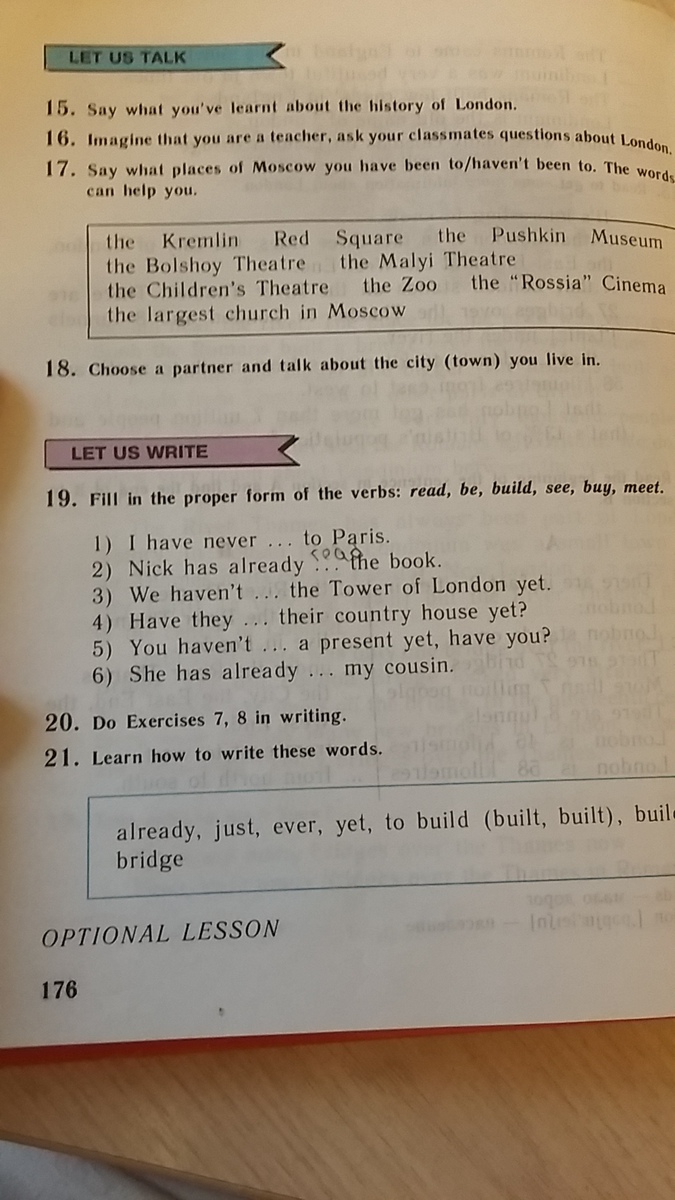 LET US TALK
15. Say what you've learnt about the history of London.
16. Imagine that you are a teacher, ask your classmates questions about London.
17. Say what places of Moscow you have been to/haven't been to. The words
can help you.
the Kremlin Red Square the Pushkin Museum
the Bolshoy Theatre the Malyi Theatre
the Children's Theatre the Zoo the “Rossia” Cinema
the largest church in Moscow
18. Choose a partner and talk about the city (town) you live in.
LET US WRITE
19. Fill in the proper form of the verbs: read, be, build, see, buy, meet.
1) I have never ... to Paris.
2) Nick has already ... the book.
3) We haven't ... the Tower of London yet.
4) Have they ... their country house yet?
5) You haven't ... a present yet, have you?
6) She has already ... my cousin.
20. Do Exercises 7, 8 in writing.
21. Learn how to write these words.
already, just, ever, yet, to build (built, built),
bridge
OPTIONAL LESSON
176